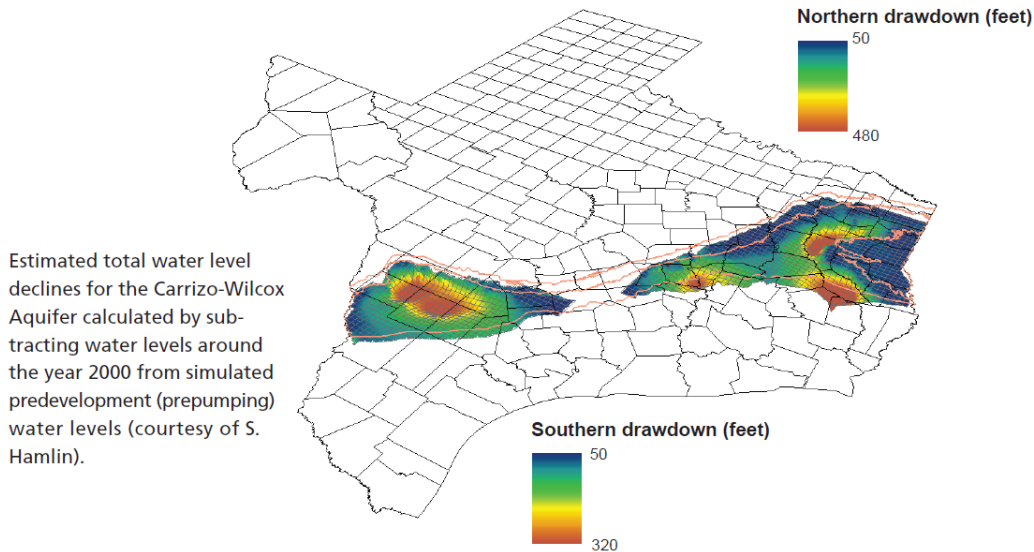 Northern drawdown (feet)
50
480
Estimated total water level
declines for the Carrizo-Wilcox
Aquifer calculated by sub-
tracting water levels around
the year 2000 from simulated
predevelopment (prepumping)
water levels (courtesy of S.
Hamlin).
Southern drawdown (feet)
50
320